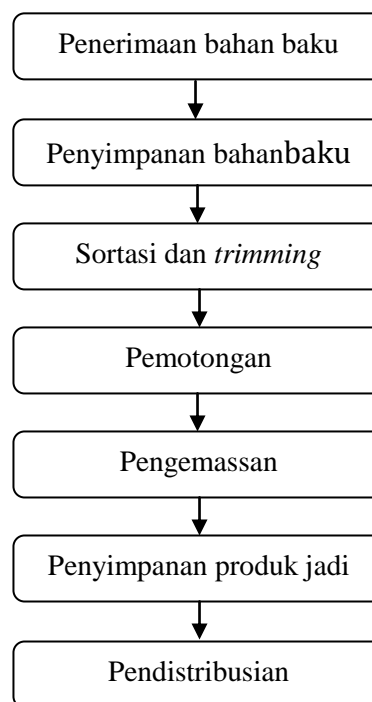 Penerimaan bahan baku
Penyimpanan bahanbaku
Sortasi dan trimming
Pemotongan
Pengemassan
Penyimpanan produk jadi
Pendistribusian